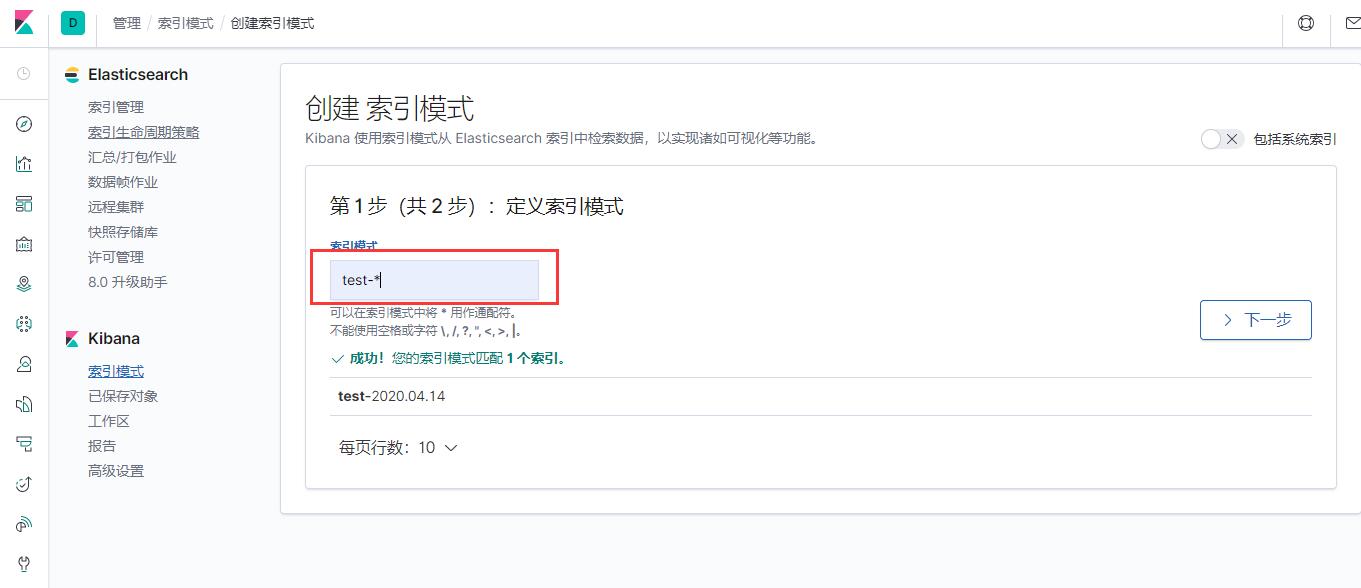 D 管理 / 索引模式 / 创建索引模式
Elasticsearch
索引管理
索引生命周期策略
汇总/打包作业
数据帧作业
远程集群
快照存储库
许可管理
8.0 升级助手
Kibana
索引模式
已保存对象
工作区
报告
高级设置
创建 索引模式
Kibana 使用索引模式从 Elasticsearch 索引中检索数据，以实现诸如可视化等功能。
包括系统索引
第 1 步（共 2 步）：定义索引模式
索引模式
test-*
可以在索引模式中将 * 用作通配符。
不能使用空格或字符 \, /, ?, ", <, >, |。
下一步
成功！您的索引模式匹配 1 个索引。
test-2020.04.14
每页行数：10